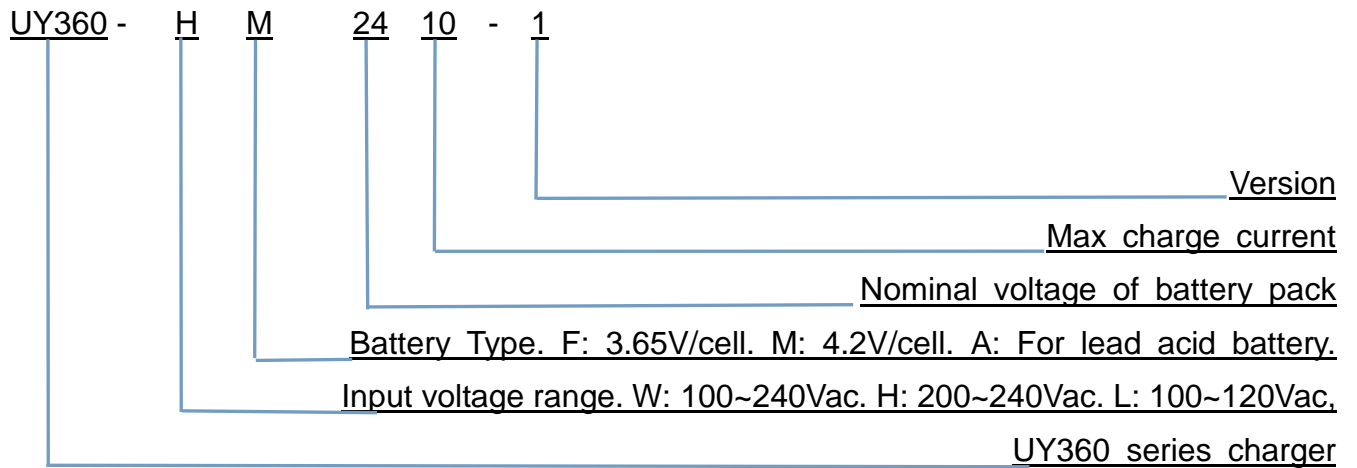 UY360 - H M 24 10 - 1
Version
Max charge current
Nominal voltage of battery pack
Battery Type. F: 3.65V/cell. M: 4.2V/cell. A: For lead acid battery.
Input voltage range. W: 100~240Vac. H: 200~240Vac. L: 100~120Vac,
UY360 series charger